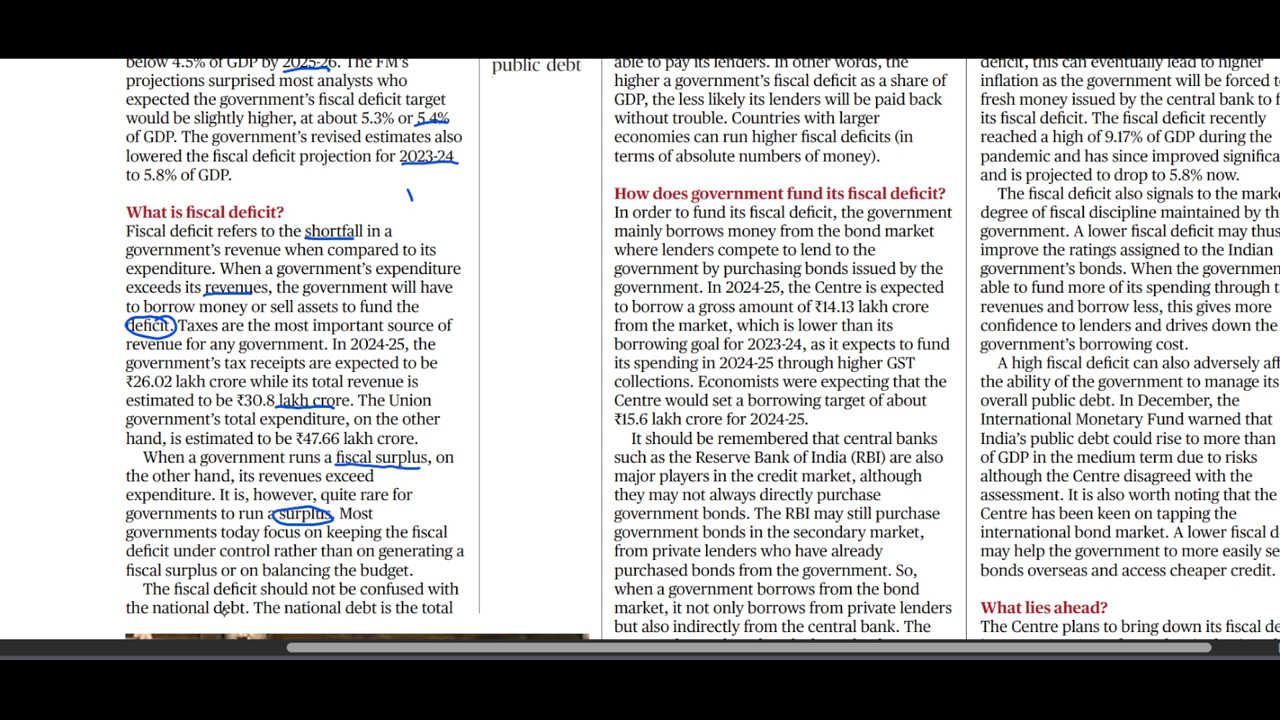 below 4.5% of GDP by 2025-26. The FM's
projections surprised most analysts who
expected the government's fiscal deficit target
would be slightly higher, at about 5.3% or 5.4%
of GDP. The government's revised estimates also
lowered the fiscal deficit projection for 2023-24
to 5.8% of GDP.
What is fiscal deficit?
Fiscal deficit refers to the shortfall in a
government's revenue when compared to its
expenditure. When a government's expenditure
exceeds its revenues, the government will have
to borrow money or sell assets to fund the
deficit. Taxes are the most important source of
revenue for any government. In 2024-25, the
government's tax receipts are expected to be
₹26.02 lakh crore while its total revenue is
estimated to be ₹30.8 lakh crore. The Union
government's total expenditure, on the other
hand, is estimated to be ₹47.66 lakh crore.
When a government runs a fiscal surplus, on
the other hand, its revenues exceed
expenditure. It is, however, quite rare for
governments to run a surplus. Most
governments today focus on keeping the fiscal
deficit under control rather than on generating a
fiscal surplus or on balancing the budget.
The fiscal deficit should not be confused with
the national debt. The national debt is the total
public debt
able to pay its lenders. In other words, the
higher a government's fiscal deficit as a share of
GDP, the less likely its lenders will be paid back
without trouble. Countries with larger
economies can run higher fiscal deficits (in
terms of absolute numbers of money).
How does government fund its fiscal deficit?
In order to fund its fiscal deficit, the government
mainly borrows money from the bond market
where lenders compete to lend to the
government by purchasing bonds issued by the
government. In 2024-25, the Centre is expected
to borrow a gross amount of ₹14.13 lakh crore
from the market, which is lower than its
borrowing goal for 2023-24, as it expects to fund
its spending in 2024-25 through higher GST
collections. Economists were expecting that the
Centre would set a borrowing target of about
₹15.6 lakh crore for 2024-25.
It should be remembered that central banks
such as the Reserve Bank of India (RBI) are also
major players in the credit market, although
they may not always directly purchase
government bonds. The RBI may still purchase
government bonds in the secondary market,
from private lenders who have already
purchased bonds from the government. So,
when a government borrows from the bond
market, it not only borrows from private lenders
but also indirectly from the central bank. The
deficit, this can eventually lead to higher
inflation as the government will be forced t
fresh money issued by the central bank to f
its fiscal deficit. The fiscal deficit recently
reached a high of 9.17% of GDP during the
pandemic and has since improved significa
and is projected to drop to 5.8% now.
The fiscal deficit also signals to the mark
degree of fiscal discipline maintained by th
government. A lower fiscal deficit may thus
improve the ratings assigned to the Indian
government's bonds. When the governmen
able to fund more of its spending through t
revenues and borrow less, this gives more
confidence to lenders and drives down the
government's borrowing cost.
A high fiscal deficit can also adversely aff
the ability of the government to manage its
overall public debt. In December, the
International Monetary Fund warned that
India's public debt could rise to more than
of GDP in the medium term due to risks
although the Centre disagreed with the
assessment. It is also worth noting that the
Centre has been keen on tapping the
international bond market. A lower fiscal d
may help the government to more easily se
bonds overseas and access cheaper credit.
What lies ahead?
The Centre plans to bring down its fiscal de